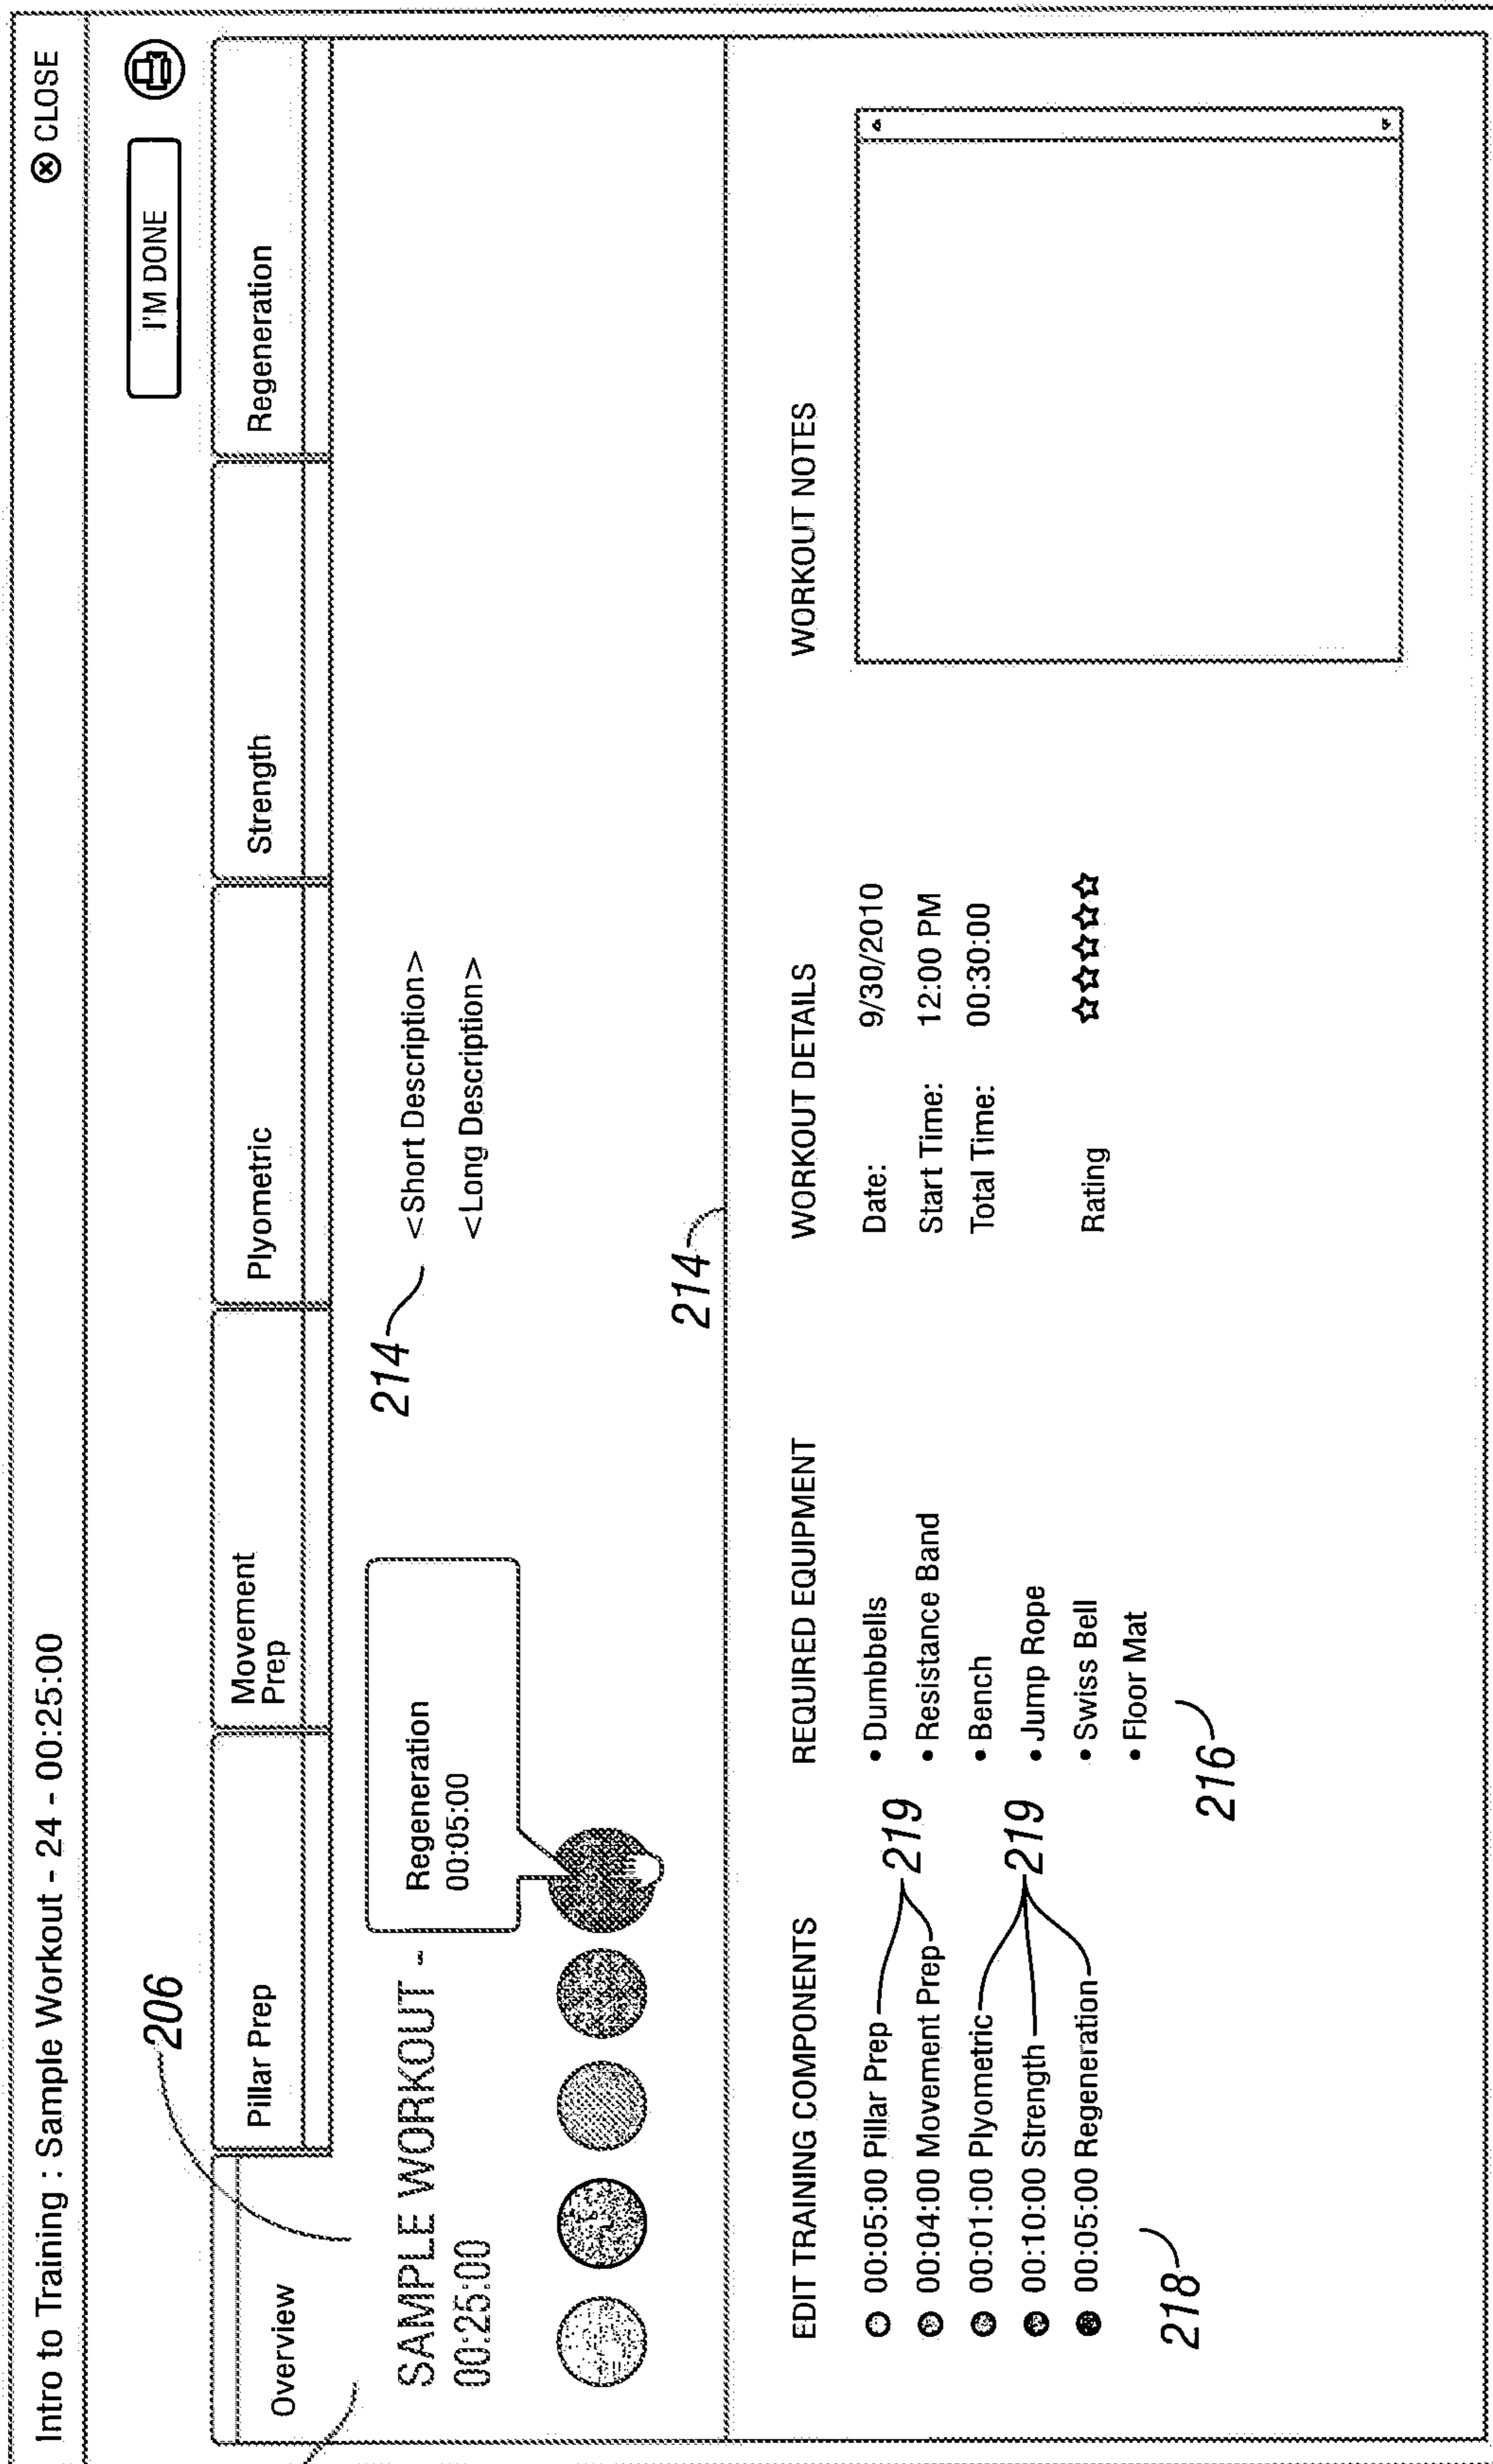 Intro to Training : Sample Workout - 24 - 00:25:00
⊗ CLOSE
206
I'M DONE
Overview
Pillar Prep
Movement
Prep
Plyometric
Strength
Regeneration
SAMPLE WORKOUT -
00:25:00
Regeneration
00:05:00
214
<Short Description>
<Long Description>
214
EDIT TRAINING COMPONENTS
00:05:00 Pillar Prep
00:04:00 Movement Prep
00:01:00 Plyometric
00:10:00 Strength
00:05:00 Regeneration
219
219
218
REQUIRED EQUIPMENT
• Dumbbells
• Resistance Band
• Bench
• Jump Rope
• Swiss Bell
• Floor Mat
216
WORKOUT DETAILS
Date: 9/30/2010
Start Time: 12:00 PM
Total Time: 00:30:00
Rating ☆☆☆☆☆
WORKOUT NOTES